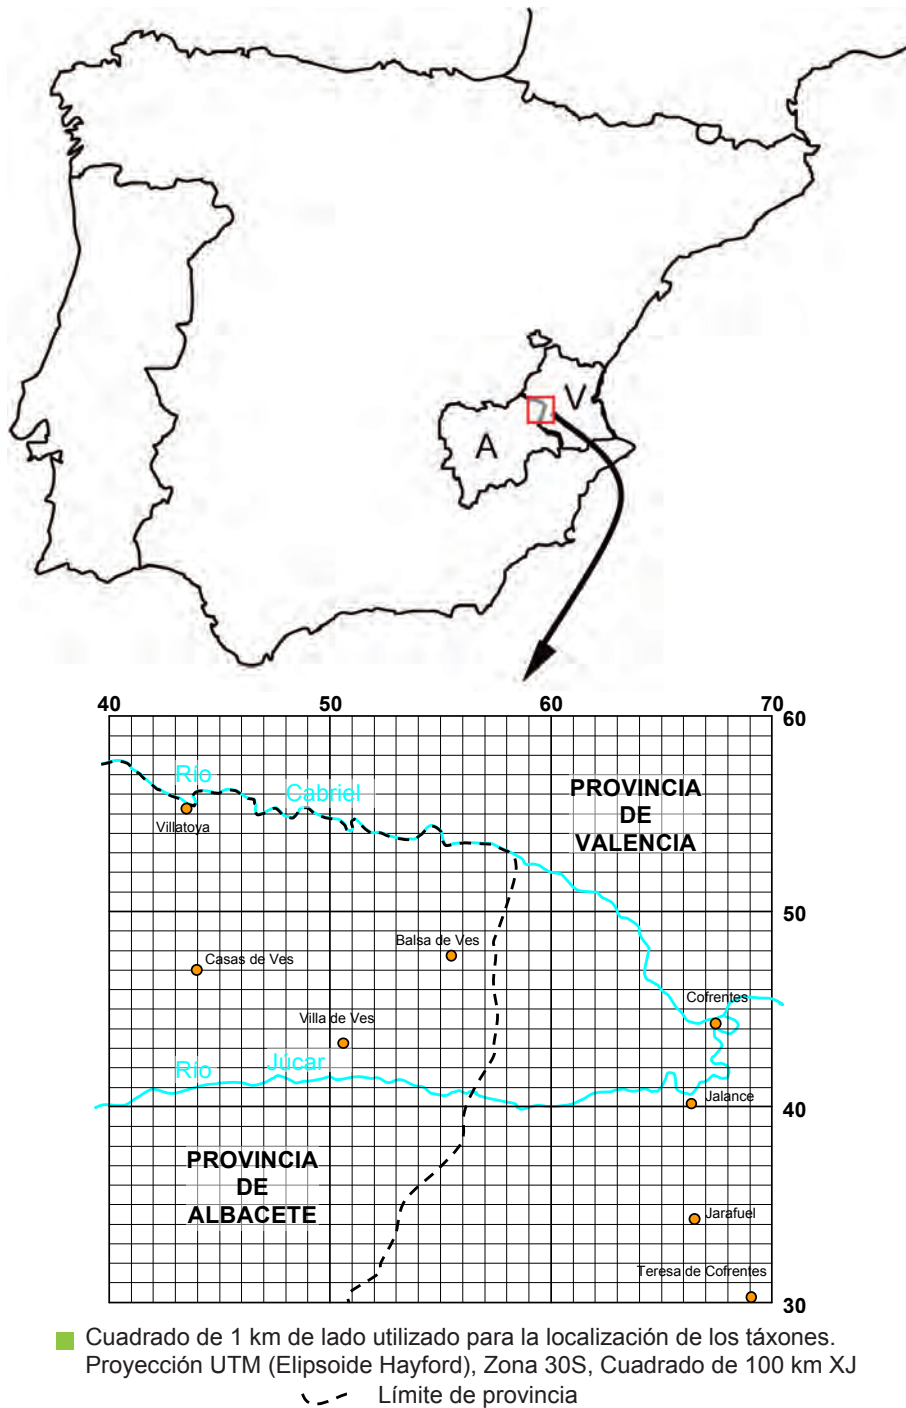 A
V
40 50 60 70
60
Río
Cabriel
Villatoya
PROVINCIA
DE
VALENCIA
50
Balsa de Ves
Casas de Ves
Cofrentes
Villa de Ves
Río
Júcar
Jalance
40
PROVINCIA
DE
ALBACETE
Jarafuel
Teresa de Cofrentes
30
Cuadrado de 1 km de lado utilizado para la localización de los táxones.
Proyección UTM (Elipsoide Hayford), Zona 30S, Cuadrado de 100 km XJ
Límite de provincia